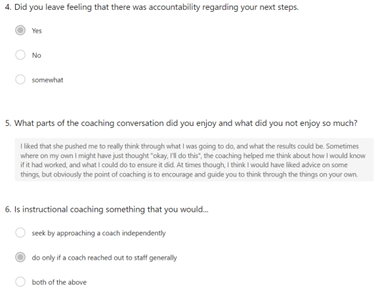 4. Did you leave feeling that there was accountability regarding your next steps.
Yes
No
somewhat
5. What parts of the coaching conversation did you enjoy and what did you not enjoy so much?
I liked that she pushed me to really think through what I was going to do, and what the results could be. Sometimes
where on my own I might have just thought "okay, I'll do this", the coaching helped me think about how I would know
if it had worked, and what I could do to ensure it did. At times though, I think I would have liked advice on some
things, but obviously the point of coaching is to encourage and guide you to think through the things on your own.
6. Is instructional coaching something that you would...
seek by approaching a coach independently
do only if a coach reached out to staff generally
both of the above